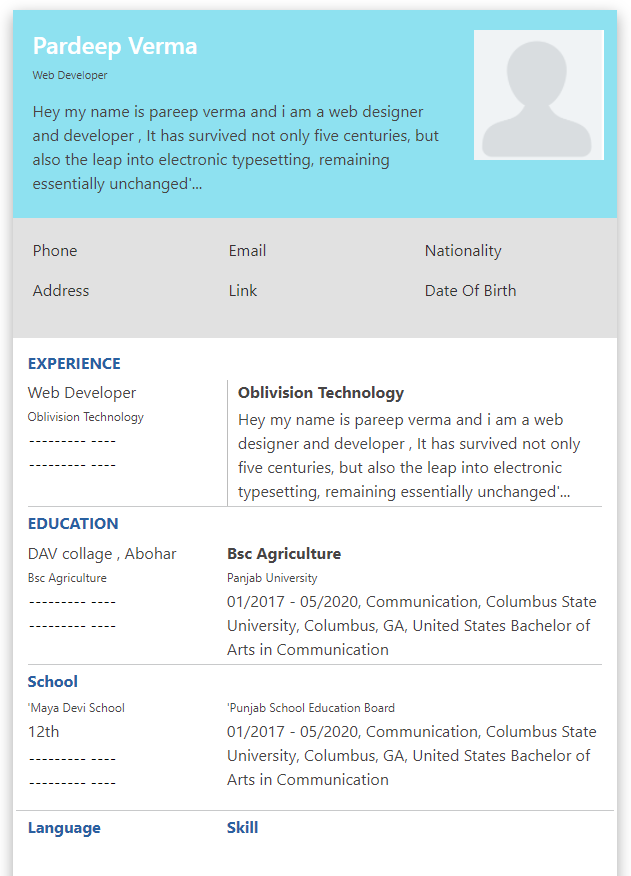 Pardeep Verma
Web Developer
Hey my name is pareep verma and i am a web designer
and developer , It has survived not only five centuries, but
also the leap into electronic typesetting, remaining
essentially unchanged'...
Phone Email Nationality
Address Link Date Of Birth
EXPERIENCE
Web Developer
Oblivision Technology
--------- ----
--------- ----
Oblivision Technology
Hey my name is pareep verma and i am a web
designer and developer , It has survived not only
five centuries, but also the leap into electronic
typesetting, remaining essentially unchanged'...
EDUCATION
DAV collage , Abohar
Bsc Agriculture
--------- ----
--------- ----
Bsc Agriculture
Panjab University
01/2017 - 05/2020, Communication, Columbus State
University, Columbus, GA, United States Bachelor of
Arts in Communication
School
'Maya Devi School
12th
--------- ----
--------- ----
'Punjab School Education Board
01/2017 - 05/2020, Communication, Columbus State
University, Columbus, GA, United States Bachelor of
Arts in Communication
Language Skill